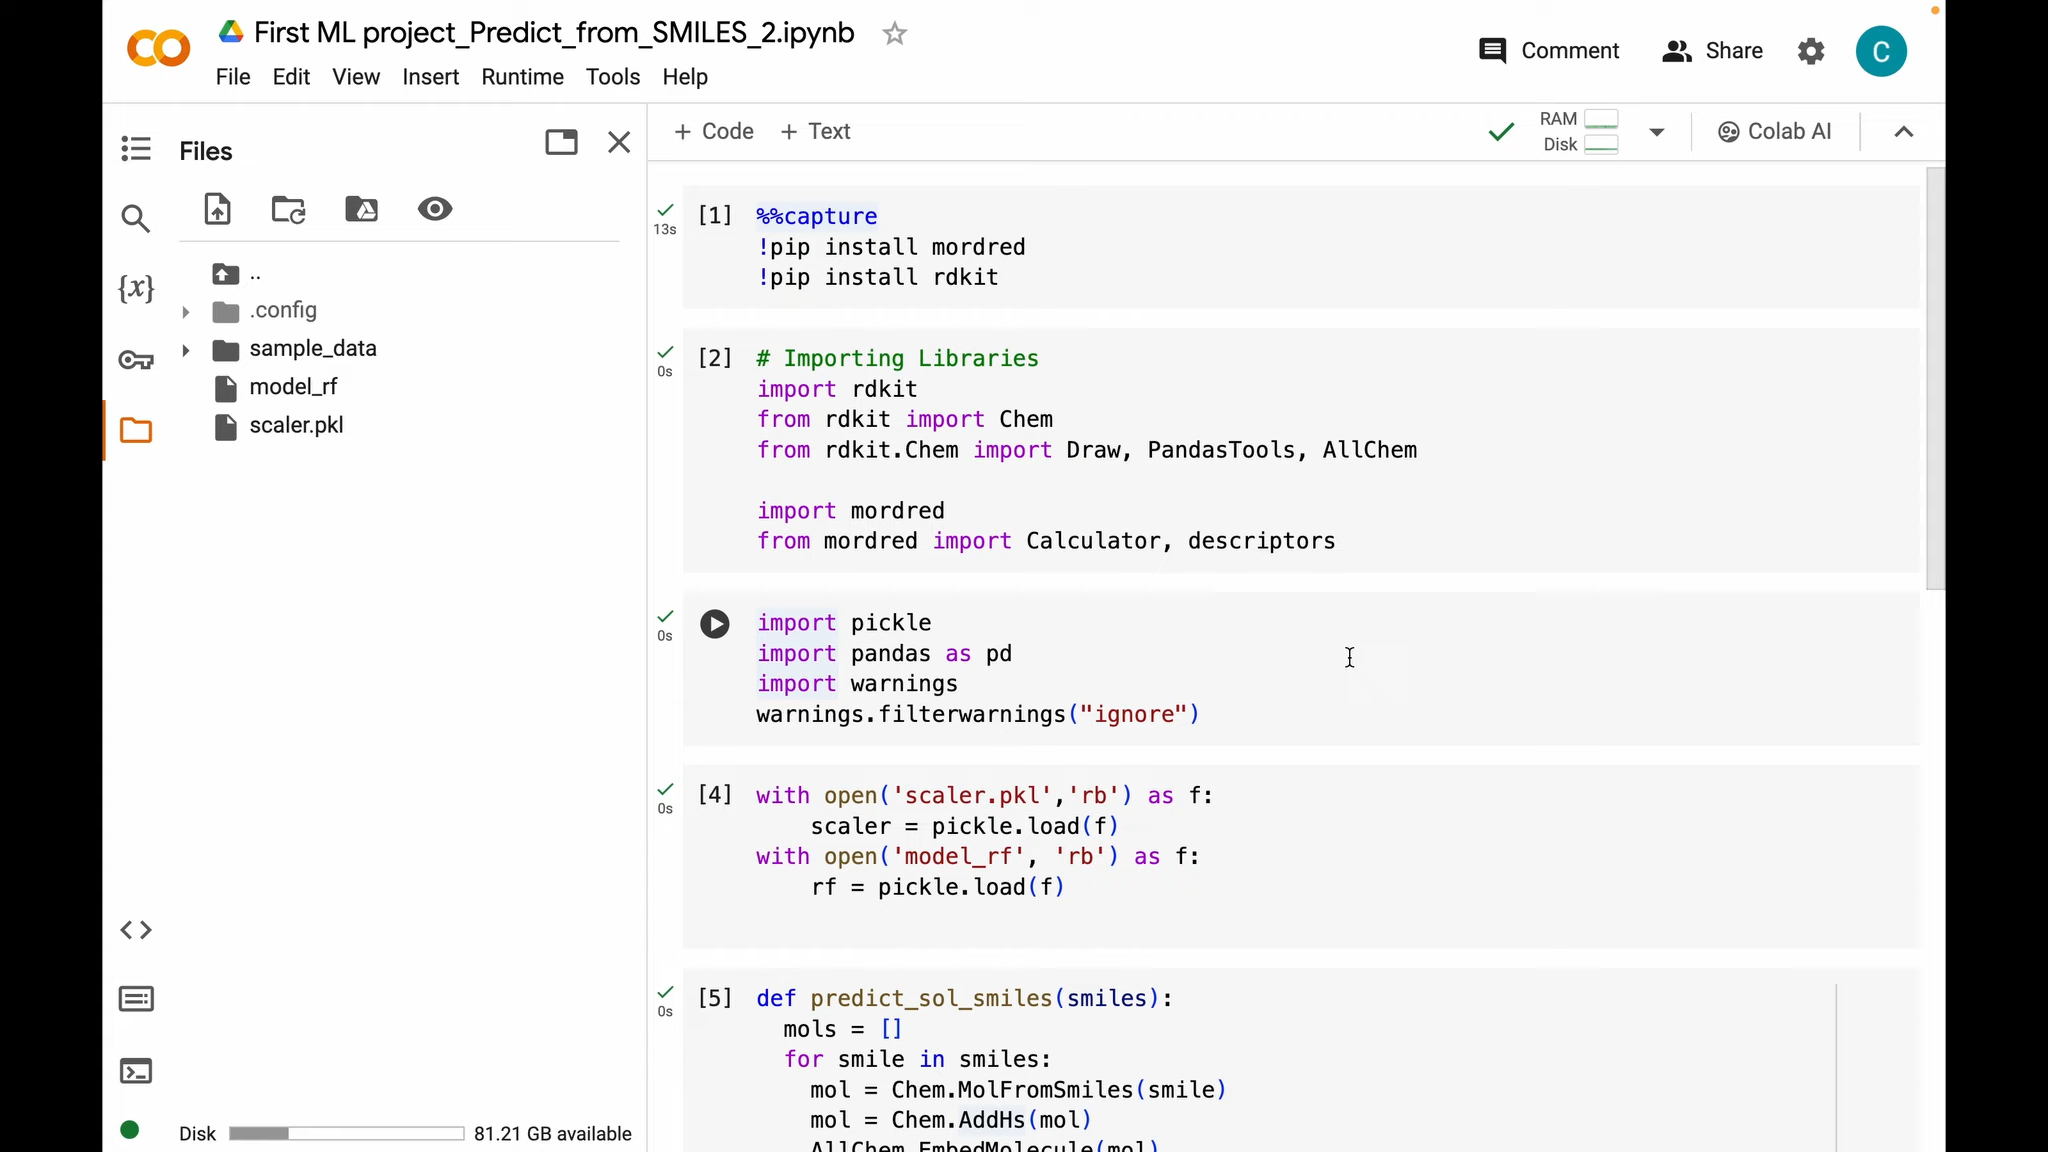 First ML project_Predict_from_SMILES_2.ipynb
File Edit View Insert Runtime Tools Help
Comment
Share
C
Files
+ Code + Text
RAM
Disk
Colab AI
..
.config
sample_data
model_rf
scaler.pkl
{x}
Disk 81.21 GB available
13s
[1] %%capture
!pip install mordred
!pip install rdkit
0s
[2] # Importing Libraries
import rdkit
from rdkit import Chem
from rdkit.Chem import Draw, PandasTools, AllChem
import mordred
from mordred import Calculator, descriptors
0s
import pickle
import pandas as pd
import warnings
warnings.filterwarnings("ignore")
0s
[4] with open('scaler.pkl','rb') as f:
scaler = pickle.load(f)
with open('model_rf', 'rb') as f:
rf = pickle.load(f)
0s
[5] def predict_sol_smiles(smiles):
mols = []
for smile in smiles:
mol = Chem.MolFromSmiles(smile)
mol = Chem.AddHs(mol)
AllChem.EmbedMolecule(mol)